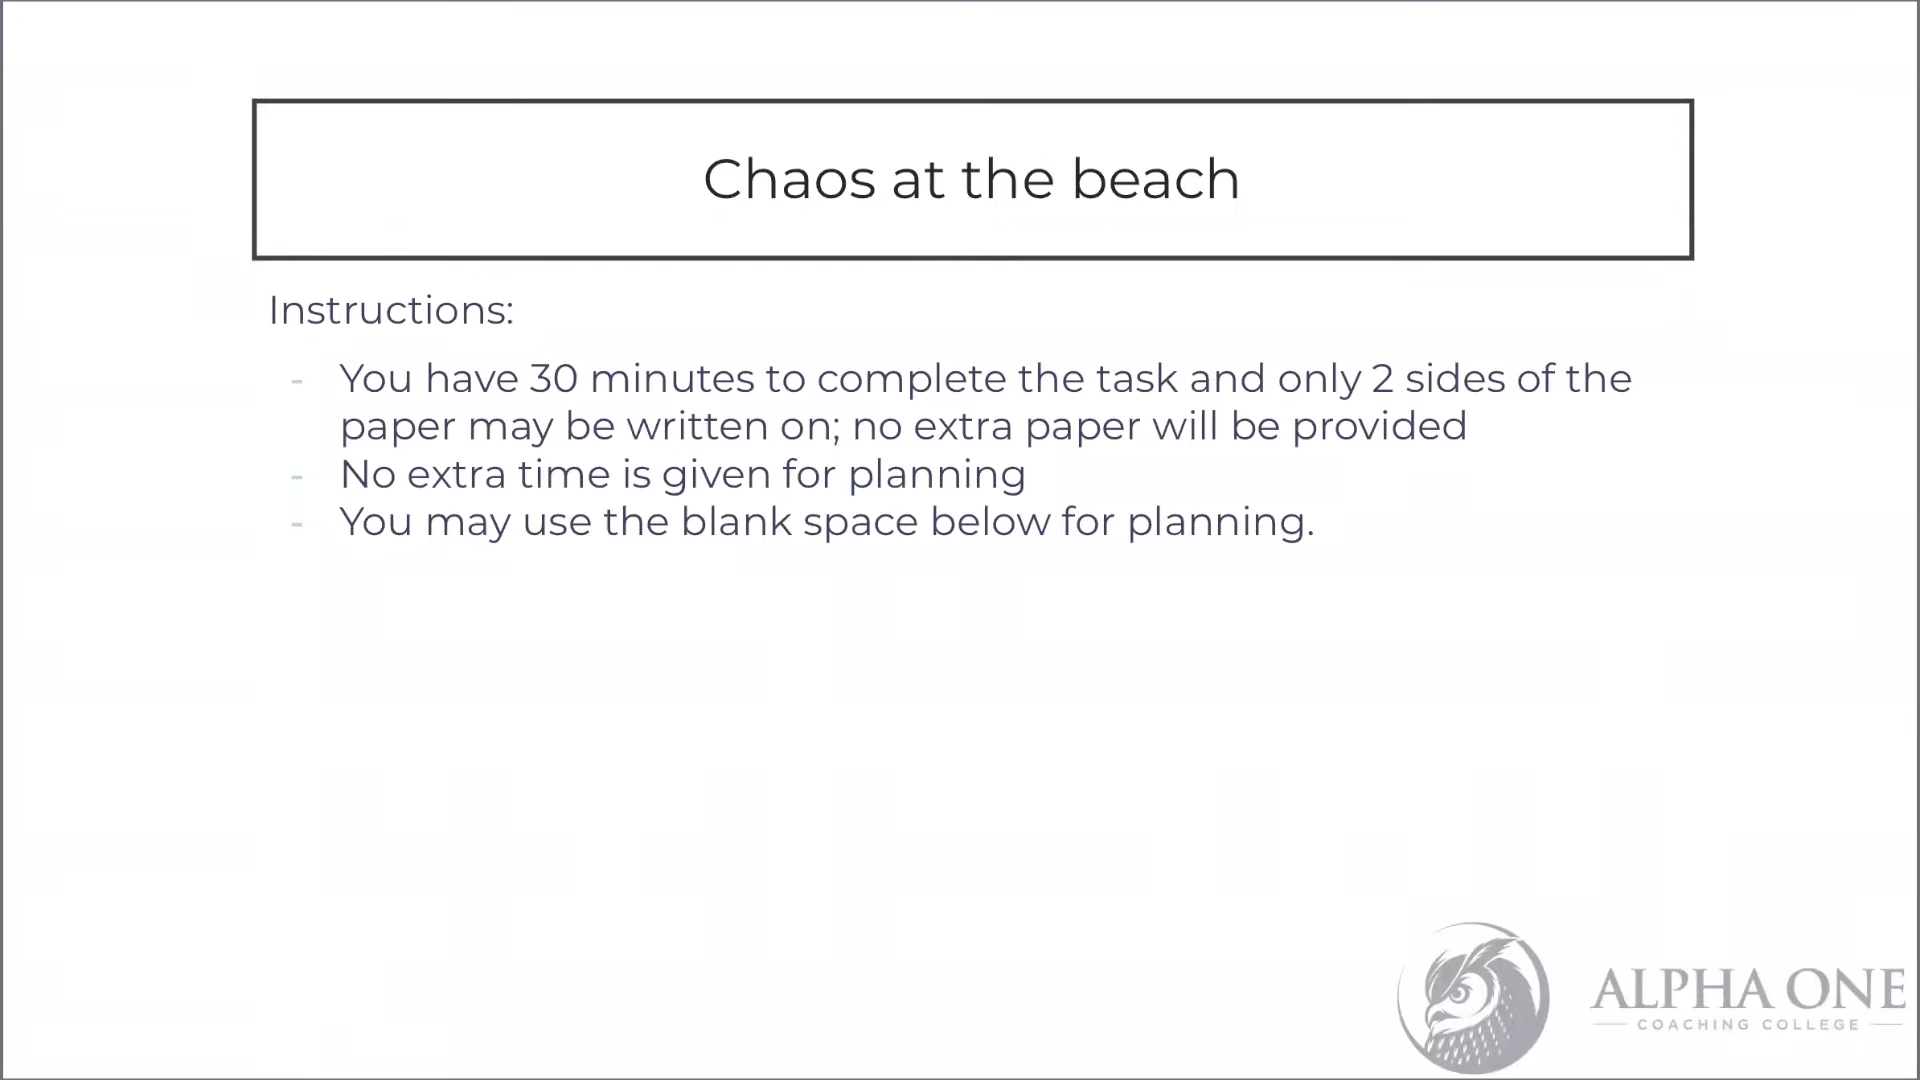 Chaos at the beach
Instructions:
- You have 30 minutes to complete the task and only 2 sides of the
paper may be written on; no extra paper will be provided
- No extra time is given for planning
- You may use the blank space below for planning.
ALPHA ONE
COACHING COLLEGE